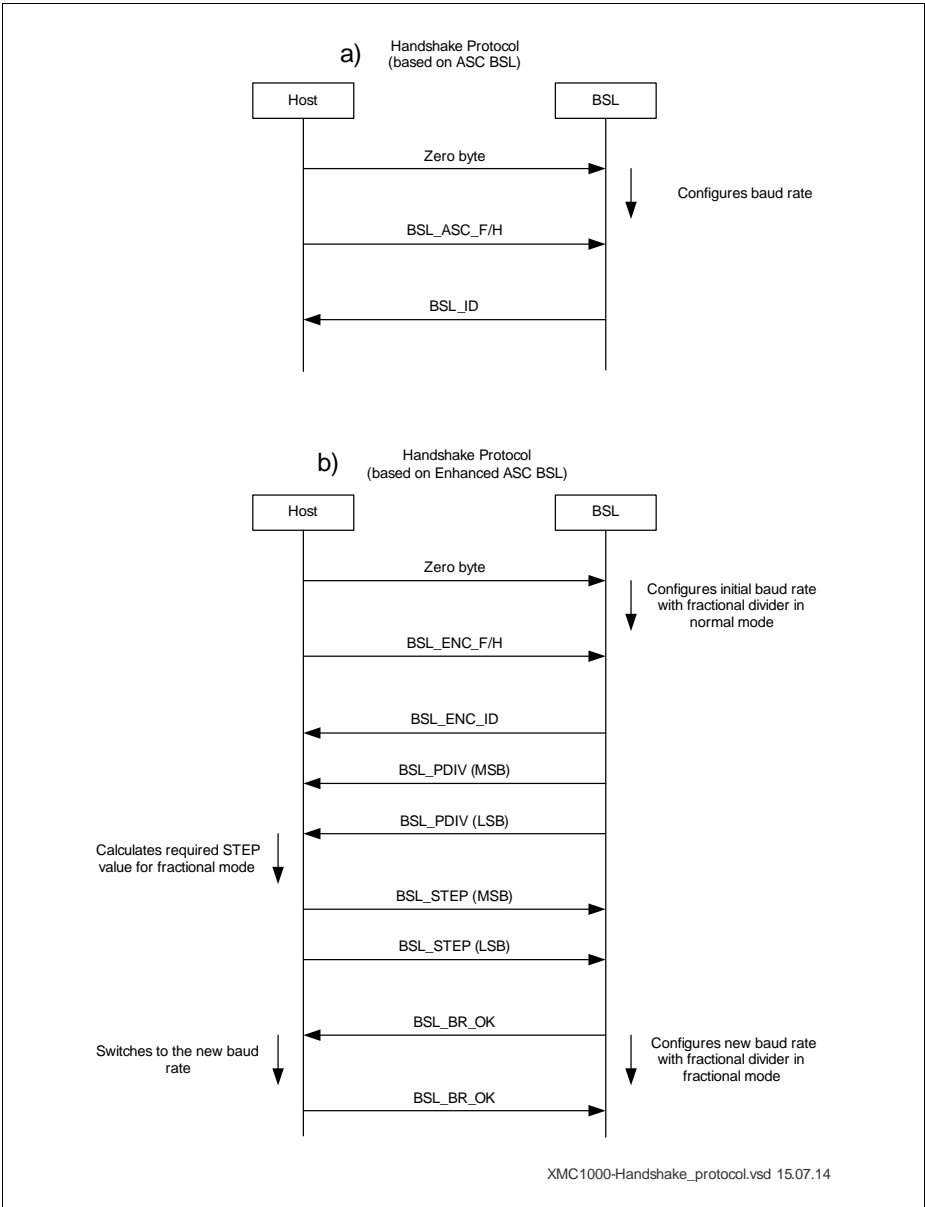 a)
Handshake Protocol
(based on ASC BSL)
Host
BSL
Zero byte
Configures baud rate
BSL_ASC_F/H
BSL_ID
b)
Handshake Protocol
(based on Enhanced ASC BSL)
Host
BSL
Zero byte
Configures initial baud rate
with fractional divider in
normal mode
BSL_ENC_F/H
BSL_ENC_ID
BSL_PDIV (MSB)
BSL_PDIV (LSB)
Calculates required STEP
value for fractional mode
BSL_STEP (MSB)
BSL_STEP (LSB)
BSL_BR_OK
Switches to the new baud
rate
Configures new baud rate
with fractional divider in
fractional mode
BSL_BR_OK
XMC1000-Handshake_protocol.vsd 15.07.14